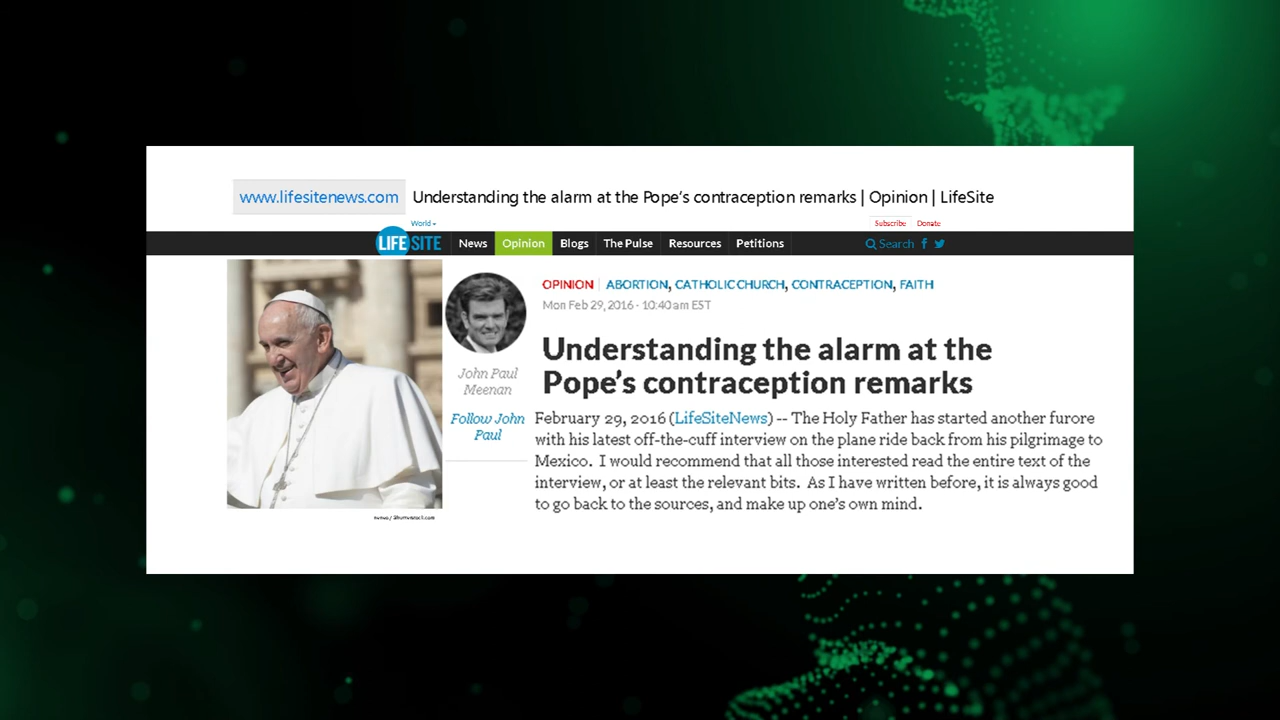 www.lifesitenews.com Understanding the alarm at the Pope's contraception remarks | Opinion | LifeSite
World
Subscribe Donate
LIFESITE News Opinion Blogs The Pulse Resources Petitions Search
OPINION | ABORTION, CATHOLIC CHURCH, CONTRACEPTION, FAITH
Mon Feb 29, 2016 - 10:40 am EST
Understanding the alarm at the
Pope's contraception remarks
John Paul
Meenan
Follow John
Paul
February 29, 2016 (LifeSiteNews) -- The Holy Father has started another furore
with his latest off-the-cuff interview on the plane ride back from his pilgrimage to
Mexico. I would recommend that all those interested read the entire text of the
interview, or at least the relevant bits. As I have written before, it is always good
to go back to the sources, and make up one's own mind.
/ Shutterstock.com